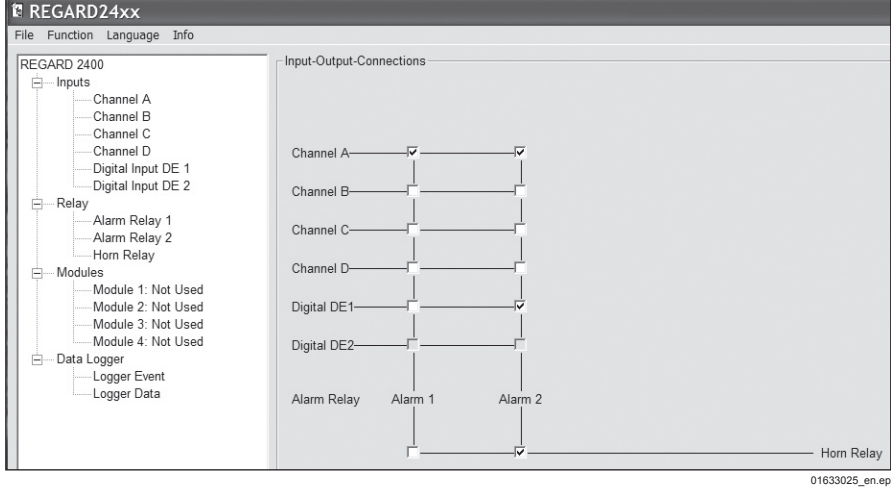 REGARD24xx
File Function Language Info
REGARD 2400
Inputs
Channel A
Channel B
Channel C
Channel D
Digital Input DE 1
Digital Input DE 2
Relay
Alarm Relay 1
Alarm Relay 2
Horn Relay
Modules
Module 1: Not Used
Module 2: Not Used
Module 3: Not Used
Module 4: Not Used
Data Logger
Logger Event
Logger Data
Input-Output-Connections
Channel A
Channel B
Channel C
Channel D
Digital DE1
Digital DE2
Alarm Relay Alarm 1 Alarm 2
Horn Relay
01633025_en.ep